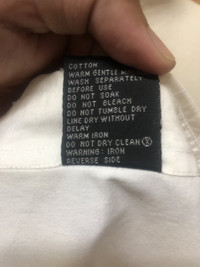 COTTON
WARM GENTLE
WASH SEPARATELY
BEFORE USE
DO NOT SOAK
DO NOT BLEACH
DO NOT TUMBLE DRY
LINE DRY WITHOUT
DELAY
WARM IRON
DO NOT DRY CLEAN
WARNING: IRON
REVERSE SIDE